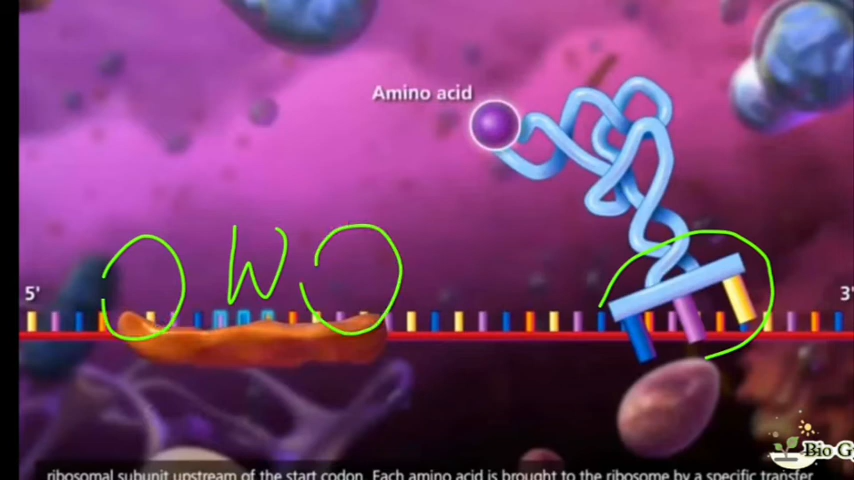 Amino acid
W
5'
3'
ribosomal subunit upstream of the start codon. Each amino acid is brought to the ribosome by a specific transfer
Bio G